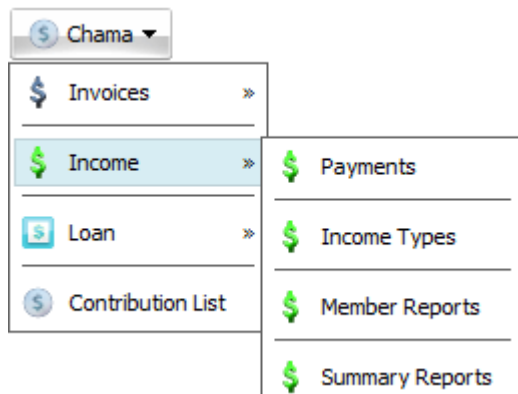 Chama
Invoices »
Income »
Payments
Income Types
Loan »
Contribution List
Member Reports
Summary Reports